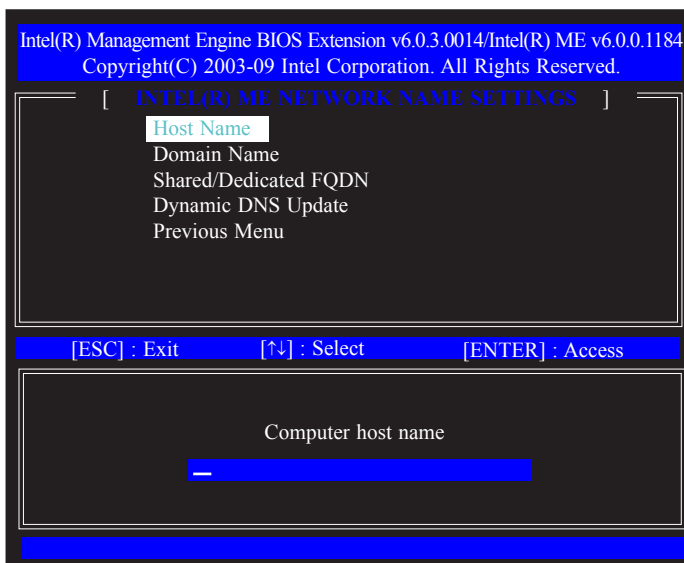 Intel(R) Management Engine BIOS Extension v6.0.3.0014/Intel(R) ME v6.0.0.1184
Copyright(C) 2003-09 Intel Corporation. All Rights Reserved.
[ INTEL(R) ME NETWORK NAME SETTINGS ]
Host Name
Domain Name
Shared/Dedicated FQDN
Dynamic DNS Update
Previous Menu
[ESC] : Exit [↑↓] : Select [ENTER] : Access
Computer host name